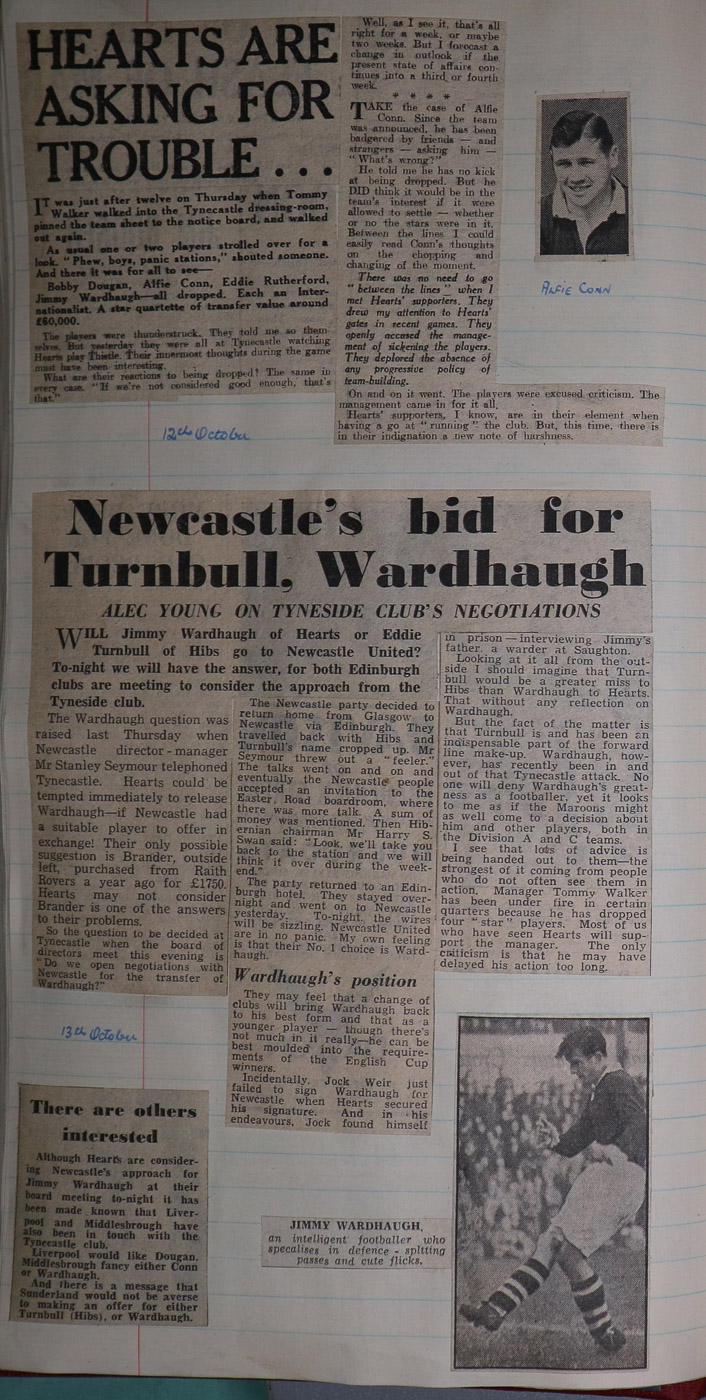 HEARTS ARE
ASKING FOR
TROUBLE . . .
IT was just after twelve on Thursday when Tommy
Walker walked into the Tynecastle dressing-room,
pinned the team sheet to the notice board, and walked
out again.
As usual one or two players strolled over for a
look. "Phew, boys, panic stations," shouted someone.
And there it was for all to see—
Bobby Dougan, Alfie Conn, Eddie Rutherford,
Jimmy Wardhaugh—all dropped. Each an Inter-
nationalist. A star quartette of transfer value around
£60,000.
The players were thunderstruck. They told me so them-
selves. But yesterday they were all at Tynecastle watching
Hearts play Thistle. Their innermost thoughts during the game
must have been interesting.
What are their reactions to being dropped? The same in
every case. "If we're not considered good enough, that's
that."
Well, as I see it, that's all
right for a week, or maybe
two weeks. But I forecast a
change in outlook if the
present state of affairs con-
tinues into a third or fourth
week.
* * * *
TAKE the case of Alfie
Conn. Since the team
was announced, he has been
badgered by friends — and
strangers — asking him —
"What's wrong?"
He told me he has no kick
at being dropped. But he
DID think it would be in the
team's interest if it were
allowed to settle — whether
or no the stars were in it.
Between the lines I could
easily read Conn's thoughts
on the chopping and
changing of the moment.
There was no need to go
"between the lines" when I
met Hearts' supporters. They
drew my attention to Hearts'
gates in recent games. They
openly accused the manage-
ment of sickening the players.
They deplored the absence of
any progressive policy of
team-building.
On and on it went. The players were excused criticism. The
management came in for it all.
Hearts' supporters, I know, are in their element when
having a go at "running" the club. But, this time, there is
in their indignation a new note of harshness.
ALFIE CONN
12th October
Newcastle's bid for
Turnbull, Wardhaugh
ALEC YOUNG ON TYNESIDE CLUB'S NEGOTIATIONS
WILL Jimmy Wardhaugh of Hearts or Eddie
Turnbull of Hibs go to Newcastle United?
To-night we will have the answer, for both Edinburgh
clubs are meeting to consider the approach from the
Tyneside club.
The Wardhaugh question was
raised last Thursday when
Newcastle director-manager
Mr Stanley Seymour telephoned
Tynecastle. Hearts could be
tempted immediately to release
Wardhaugh—if Newcastle had
a suitable player to offer in
exchange! Their only possible
suggestion is Brander, outside
left, purchased from Raith
Rovers a year ago for £1750.
Hearts may not consider
Brander is one of the answers
to their problems.
So the question to be decided at
Tynecastle when the board of
directors meet this evening is
"Do we open negotiations with
Newcastle for the transfer of
Wardhaugh?"
The Newcastle party decided to
return home from Glasgow to
Newcastle via Edinburgh. They
travelled back with Hibs and
Turnbull's name cropped up. Mr
Seymour threw out a "feeler."
The talks went on and on and
eventually the Newcastle people
accepted an invitation to the
Easter Road boardroom, where
there was more talk. A sum of
money was mentioned. Then Hib-
ernian chairman Mr Harry S.
Swan said: "Look, we'll take you
back to the station and we will
think it over during the week-
end."
The party returned to an Edin-
burgh hotel. They stayed over-
night and went on to Newcastle
yesterday. To-night, the wires
will be sizzling. Newcastle United
are in no panic. My own feeling
is that their No. 1 choice is Ward-
haugh.
Wardhaugh's position
They may feel that a change of
clubs will bring Wardhaugh back
to his best form and that as a
younger player — though there's
not much in it really—he can be
best moulded into the require-
ments of the English Cup
winners.
Incidentally, Jock Weir just
failed to sign Wardhaugh for
Newcastle when Hearts secured
his signature. And in his
endeavours, Jock found himself
in prison—interviewing Jimmy's
father, a warder at Saughton.
Looking at it all from the out-
side I should imagine that Turn-
bull would be a greater miss to
Hibs than Wardhaugh to Hearts.
That without any reflection on
Wardhaugh.
But the fact of the matter is
that Turnbull is and has been an
indispensable part of the forward
line make-up. Wardhaugh, how-
ever, has recently been in and
out of that Tynecastle attack. No
one will deny Wardhaugh's great-
ness as a footballer, yet it looks
to me as if the Maroons might
as well come to a decision about
him and other players, both in
the Division A and C teams.
I see that lots of advice is
being handed out to them—the
strongest of it coming from people
who do not often see them in
action. Manager Tommy Walker
has been under fire in certain
quarters because he has dropped
four "star" players. Most of us
who have seen Hearts will sup-
port the manager. The only
criticism is that he may have
delayed his action too long.
13th October
There are others
interested
Although Hearts are consider-
ing Newcastle's approach for
Jimmy Wardhaugh at their
board meeting to-night it has
been made known that Liver-
pool and Middlesbrough have
also been in touch with the
Tynecastle club.
Liverpool would like Dougan.
Middlesbrough fancy either Conn
or Wardhaugh.
And there is a message that
Sunderland would not be averse
to making an offer for either
Turnbull (Hibs), or Wardhaugh.
JIMMY WARDHAUGH,
an intelligent footballer who
specalises in defence - spltting
passes and cute flicks.